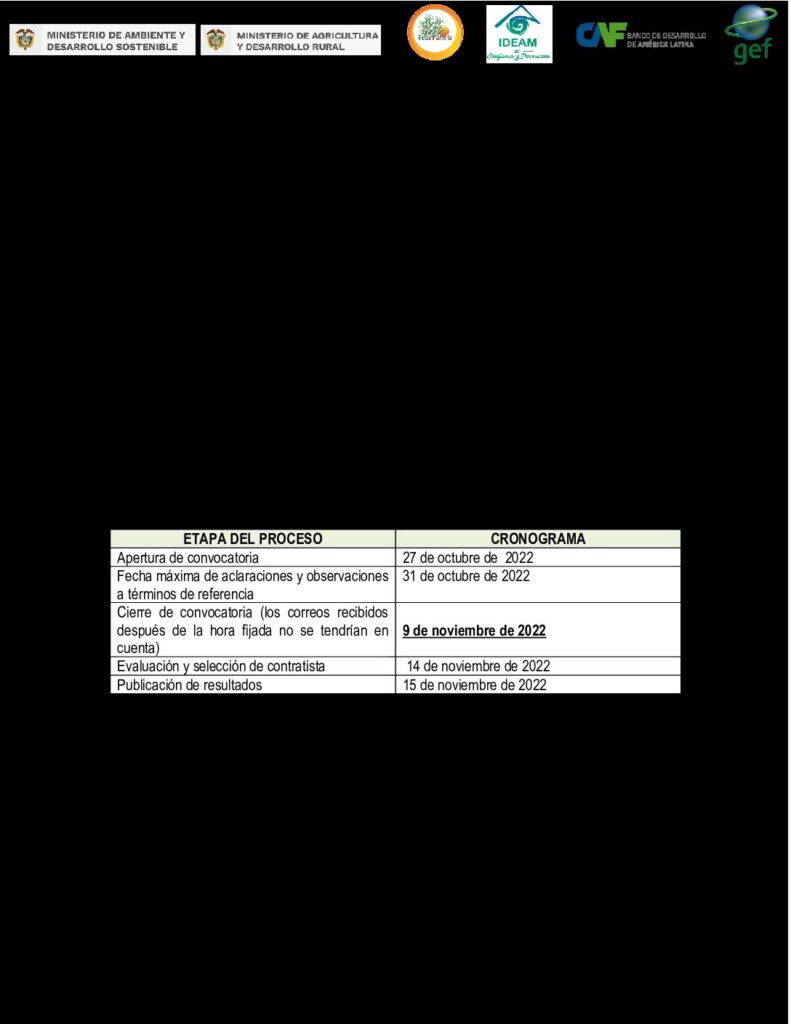 MINISTERIO DE AMBIENTE Y
DESARROLLO SOSTENIBLE
MINISTERIO DE AGRICULTURA
Y DESARROLLO RURAL
IDEAM
CAF
BANCO DE DESARROLLO
DE AMÉRICA LATINA
gef
ETAPA DEL PROCESO CRONOGRAMA
Apertura de convocatoria 27 de octubre de 2022
Fecha máxima de aclaraciones y observaciones 31 de octubre de 2022
a términos de referencia
Cierre de convocatoria (los correos recibidos
después de la hora fijada no se tendrían en 9 de noviembre de 2022
cuenta)
Evaluación y selección de contratista 14 de noviembre de 2022
Publicación de resultados 15 de noviembre de 2022